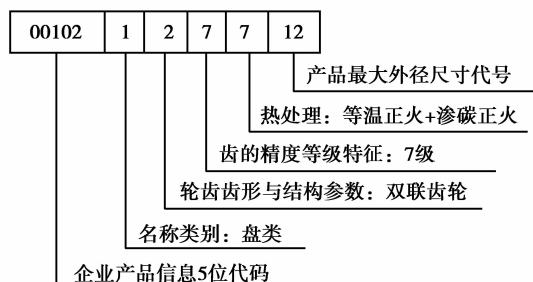 00102 1 2 7 7 12
产品最大外径尺寸代号
热处理：等温正火+渗碳正火
齿的精度等级特征：7级
轮齿齿形与结构参数：双联齿轮
名称类别：盘类
企业产品信息5位代码